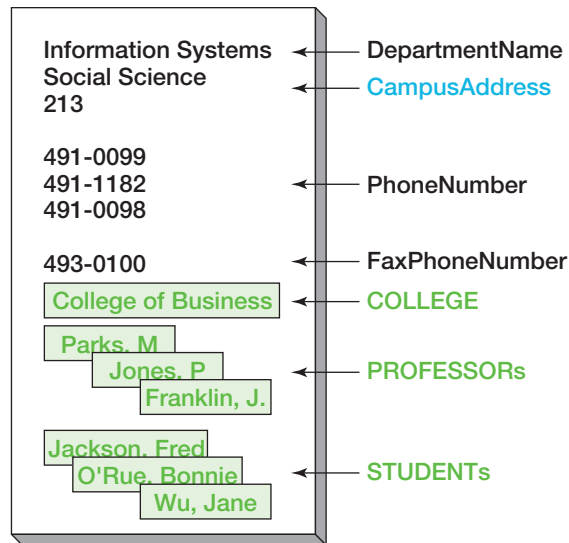 Information Systems
Social Science
213
491-0099
491-1182
491-0098
493-0100
College of Business
Parks, M
Jones, P
Franklin, J.
Jackson, Fred
O'Rue, Bonnie
Wu, Jane
DepartmentName
CampusAddress
PhoneNumber
FaxPhoneNumber
COLLEGE
PROFESSORs
STUDENTs